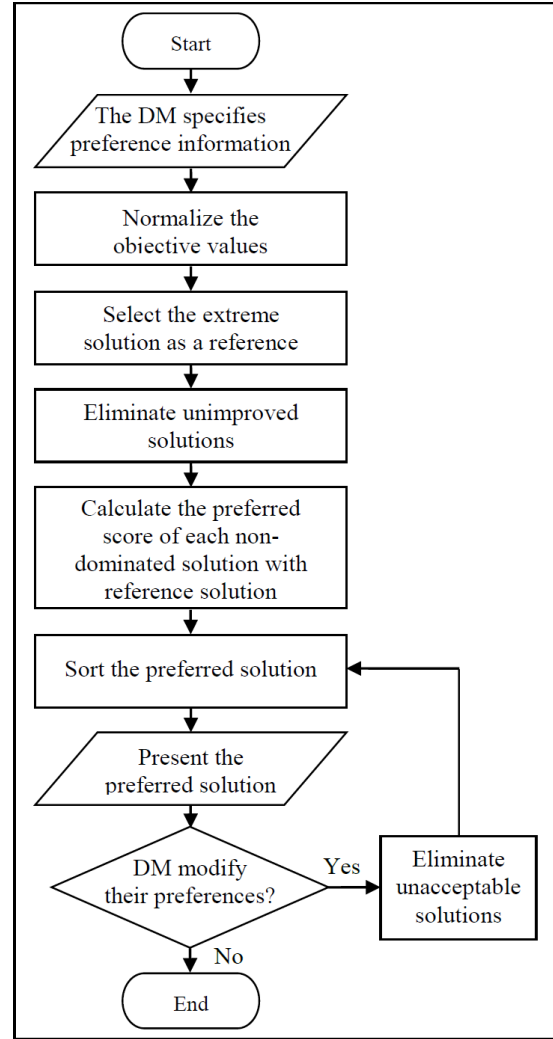 Start
The DM specifies
preference information
Normalize the
objective values
Select the extreme
solution as a reference
Eliminate unimproved
solutions
Calculate the preferred
score of each non-
dominated solution with
reference solution
Sort the preferred solution
Present the
preferred solution
DM modify
their preferences?
Yes
Eliminate
unacceptable
solutions
No
End